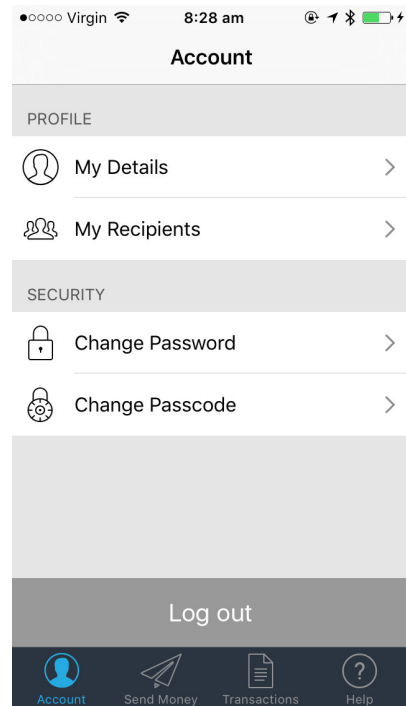 Virgin 8:28 am
Account
PROFILE
My Details
My Recipients
SECURITY
Change Password
Change Passcode
Log out
Account Send Money Transactions Help